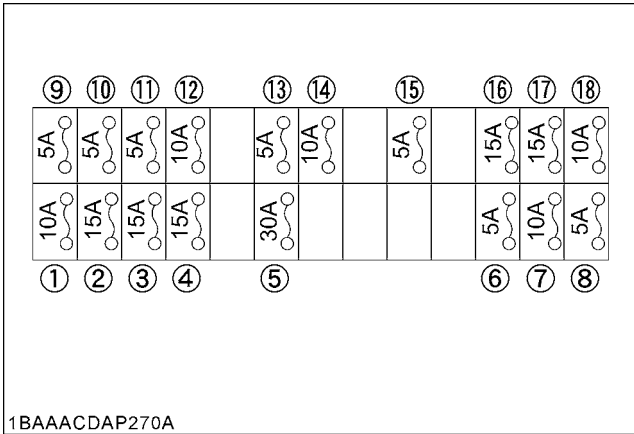 ⑨ ⑩ ⑪ ⑫ ⑬ ⑭ ⑮ ⑯ ⑰ ⑱
5A 5A 5A 10A 5A 10A 5A 15A 15A 10A
10A 15A 15A 15A 30A 5A 10A 5A
① ② ③ ④ ⑤ ⑥ ⑦ ⑧
1BAAACDAP270A